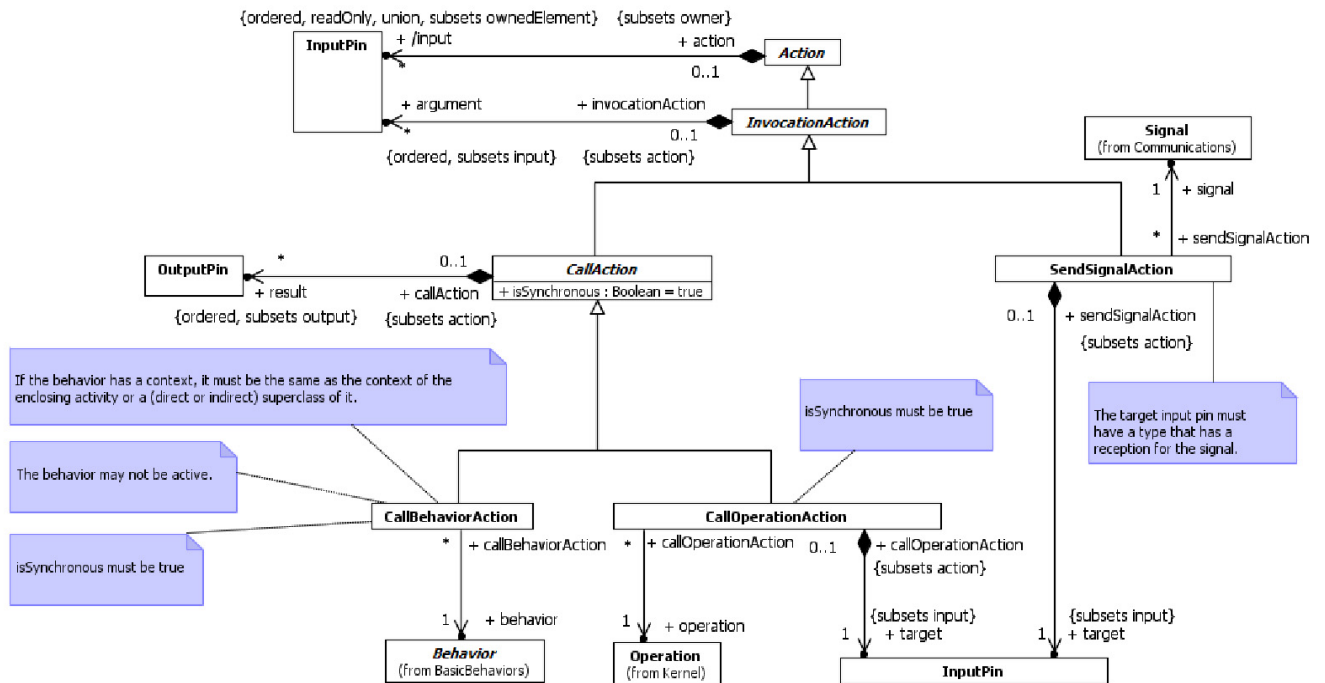 {ordered, readOnly, union, subsets ownedElement} {subsets owner}
InputPin
+ /input
+ action
*
0..1
Action
+ argument
+ invocationAction
*
0..1
InvocationAction
{ordered, subsets input}
{subsets action}
Signal
(from Communications)
1
+ signal
*
+ sendSignalAction
OutputPin
*
0..1
CallAction
+ isSynchronous : Boolean = true
+ result
+ callAction
{ordered, subsets output}
{subsets action}
SendSignalAction
0..1
+ sendSignalAction
{subsets action}
If the behavior has a context, it must be the same as the context of the
enclosing activity or a (direct or indirect) superclass of it.
isSynchronous must be true
The target input pin must
have a type that has a
reception for the signal.
The behavior may not be active.
isSynchronous must be true
CallBehaviorAction
CallOperationAction
*
+ callBehaviorAction
*
+ callOperationAction
0..1
+ callOperationAction
{subsets action}
1
+ behavior
1
+ operation
{subsets input}
1
+ target
{subsets input}
1
+ target
Behavior
(from BasicBehaviors)
Operation
(from Kernel)
InputPin